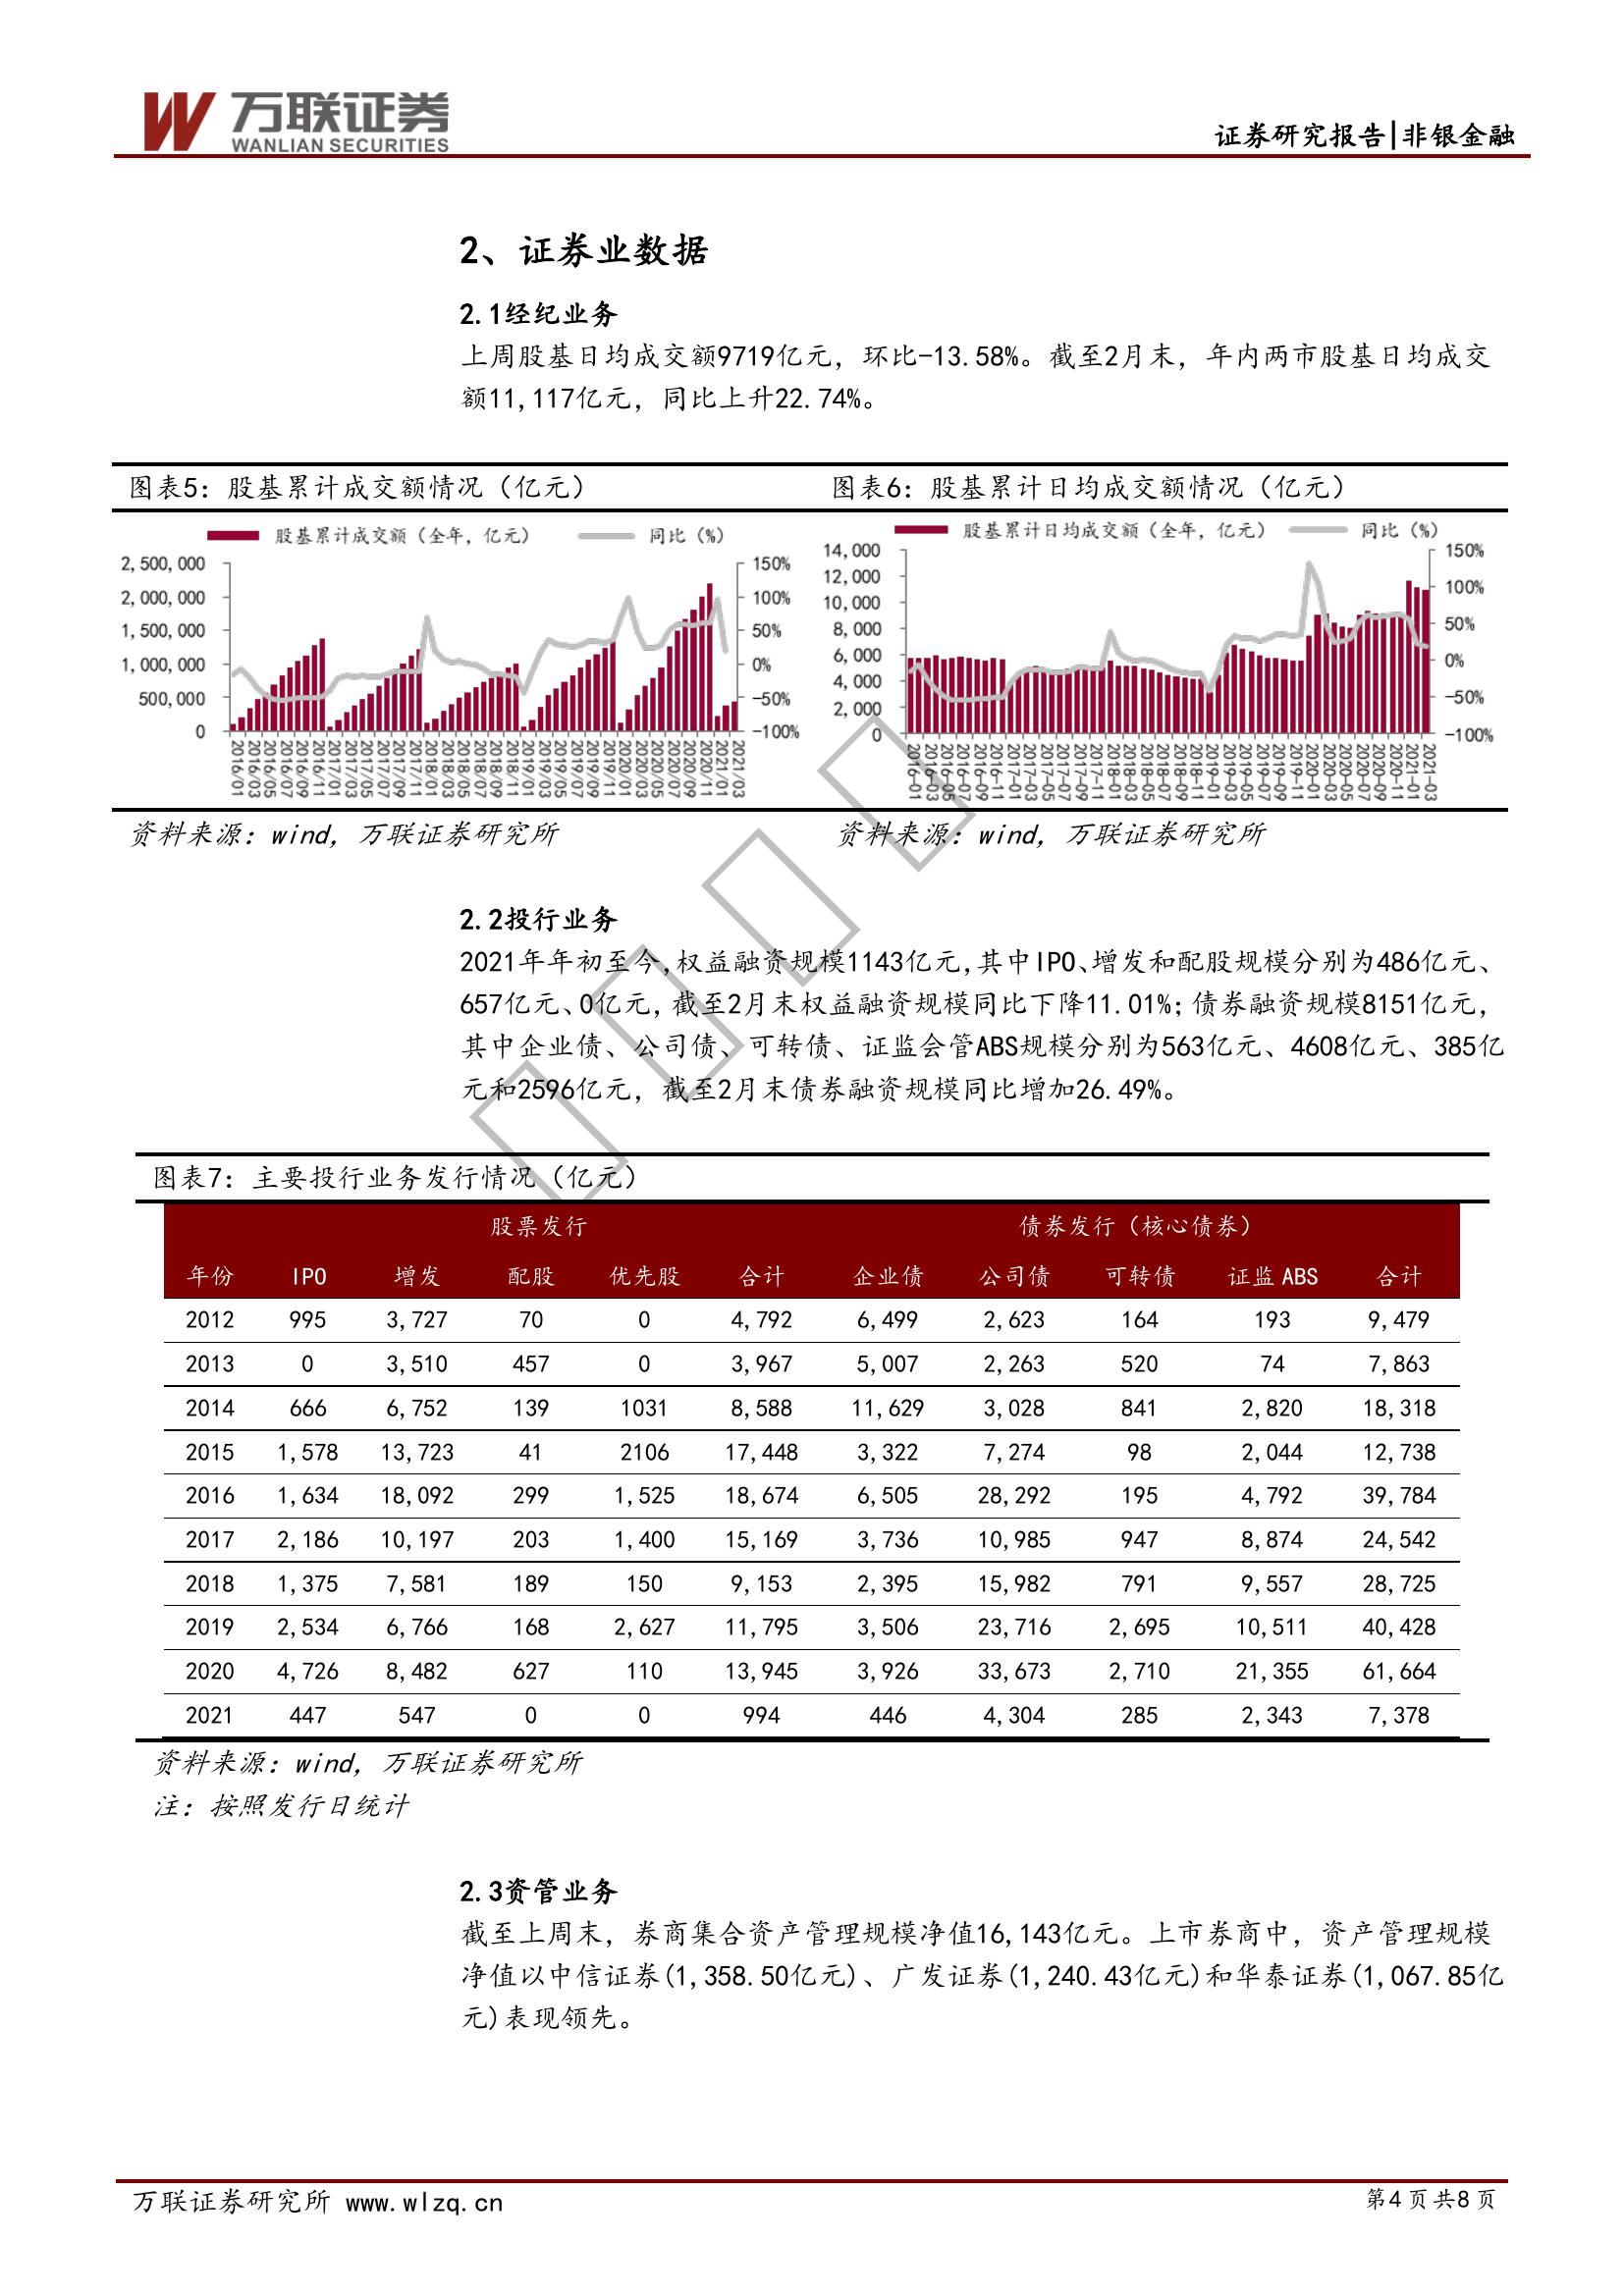 万联证券
WANLIAN SECURITIES
证券研究报告|非银金融
2、证券业数据
2.1经纪业务
上周股基日均成交额9719亿元，环比-13.58%。截至2月末，年内两市股基日均成交
额11,117亿元，同比上升22.74%。
图表5：股基累计成交额情况（亿元）
股基累计成交额（全年，亿元） 同比（%）
2,500,000 150%
2,000,000 100%
1,500,000 50%
1,000,000 0%
500,000 -50%
0 -100%
2016/01 2016/03 2016/05 2016/07 2016/09 2016/11 2017/01 2017/03 2017/05 2017/07 2017/09 2017/11 2018/01 2018/03 2018/05 2018/07 2018/09 2018/11 2019/01 2019/03 2019/05 2019/07 2019/09 2019/11 2020/01 2020/03 2020/05 2020/07 2020/09 2020/11 2021/01 2021/03
资料来源：wind，万联证券研究所
图表6：股基累计日均成交额情况（亿元）
股基累计日均成交额（全年，亿元） 同比（%）
14,000 150%
12,000 100%
10,000 50%
8,000 0%
6,000 -50%
4,000 -100%
2,000
0
2016-01 2016-03 2016-05 2016-07 2016-09 2016-11 2017-01 2017-03 2017-05 2017-07 2017-09 2017-11 2018-01 2018-03 2018-05 2018-07 2018-09 2018-11 2019-01 2019-03 2019-05 2019-07 2019-09 2019-11 2020-01 2020-03 2020-05 2020-07 2020-09 2020-11 2021-01 2021-03
资料来源：wind，万联证券研究所
2.2投行业务
2021年年初至今,权益融资规模1143亿元,其中IPO、增发和配股规模分别为486亿元、
657亿元、0亿元，截至2月末权益融资规模同比下降11.01%；债券融资规模8151亿元，
其中企业债、公司债、可转债、证监会管ABS规模分别为563亿元、4608亿元、385亿
元和2596亿元，截至2月末债券融资规模同比增加26.49%。
图表7：主要投行业务发行情况（亿元）
股票发行 债券发行（核心债券）
年份 IPO 增发 配股 优先股 合计 企业债 公司债 可转债 证监 ABS 合计
2012 995 3,727 70 0 4,792 6,499 2,623 164 193 9,479
2013 0 3,510 457 0 3,967 5,007 2,263 520 74 7,863
2014 666 6,752 139 1031 8,588 11,629 3,028 841 2,820 18,318
2015 1,578 13,723 41 2106 17,448 3,322 7,274 98 2,044 12,738
2016 1,634 18,092 299 1,525 18,674 6,505 28,292 195 4,792 39,784
2017 2,186 10,197 203 1,400 15,169 3,736 10,985 947 8,874 24,542
2018 1,375 7,581 189 150 9,153 2,395 15,982 791 9,557 28,725
2019 2,534 6,766 168 2,627 11,795 3,506 23,716 2,695 10,511 40,428
2020 4,726 8,482 627 110 13,945 3,926 33,673 2,710 21,355 61,664
2021 447 547 0 0 994 446 4,304 285 2,343 7,378
资料来源：wind，万联证券研究所
注：按照发行日统计
2.3资管业务
截至上周末，券商集合资产管理规模净值16,143亿元。上市券商中，资产管理规模
净值以中信证券(1,358.50亿元)、广发证券(1,240.43亿元)和华泰证券(1,067.85亿
元)表现领先。
万联证券研究所 www.wlzq.cn
第4页共8页